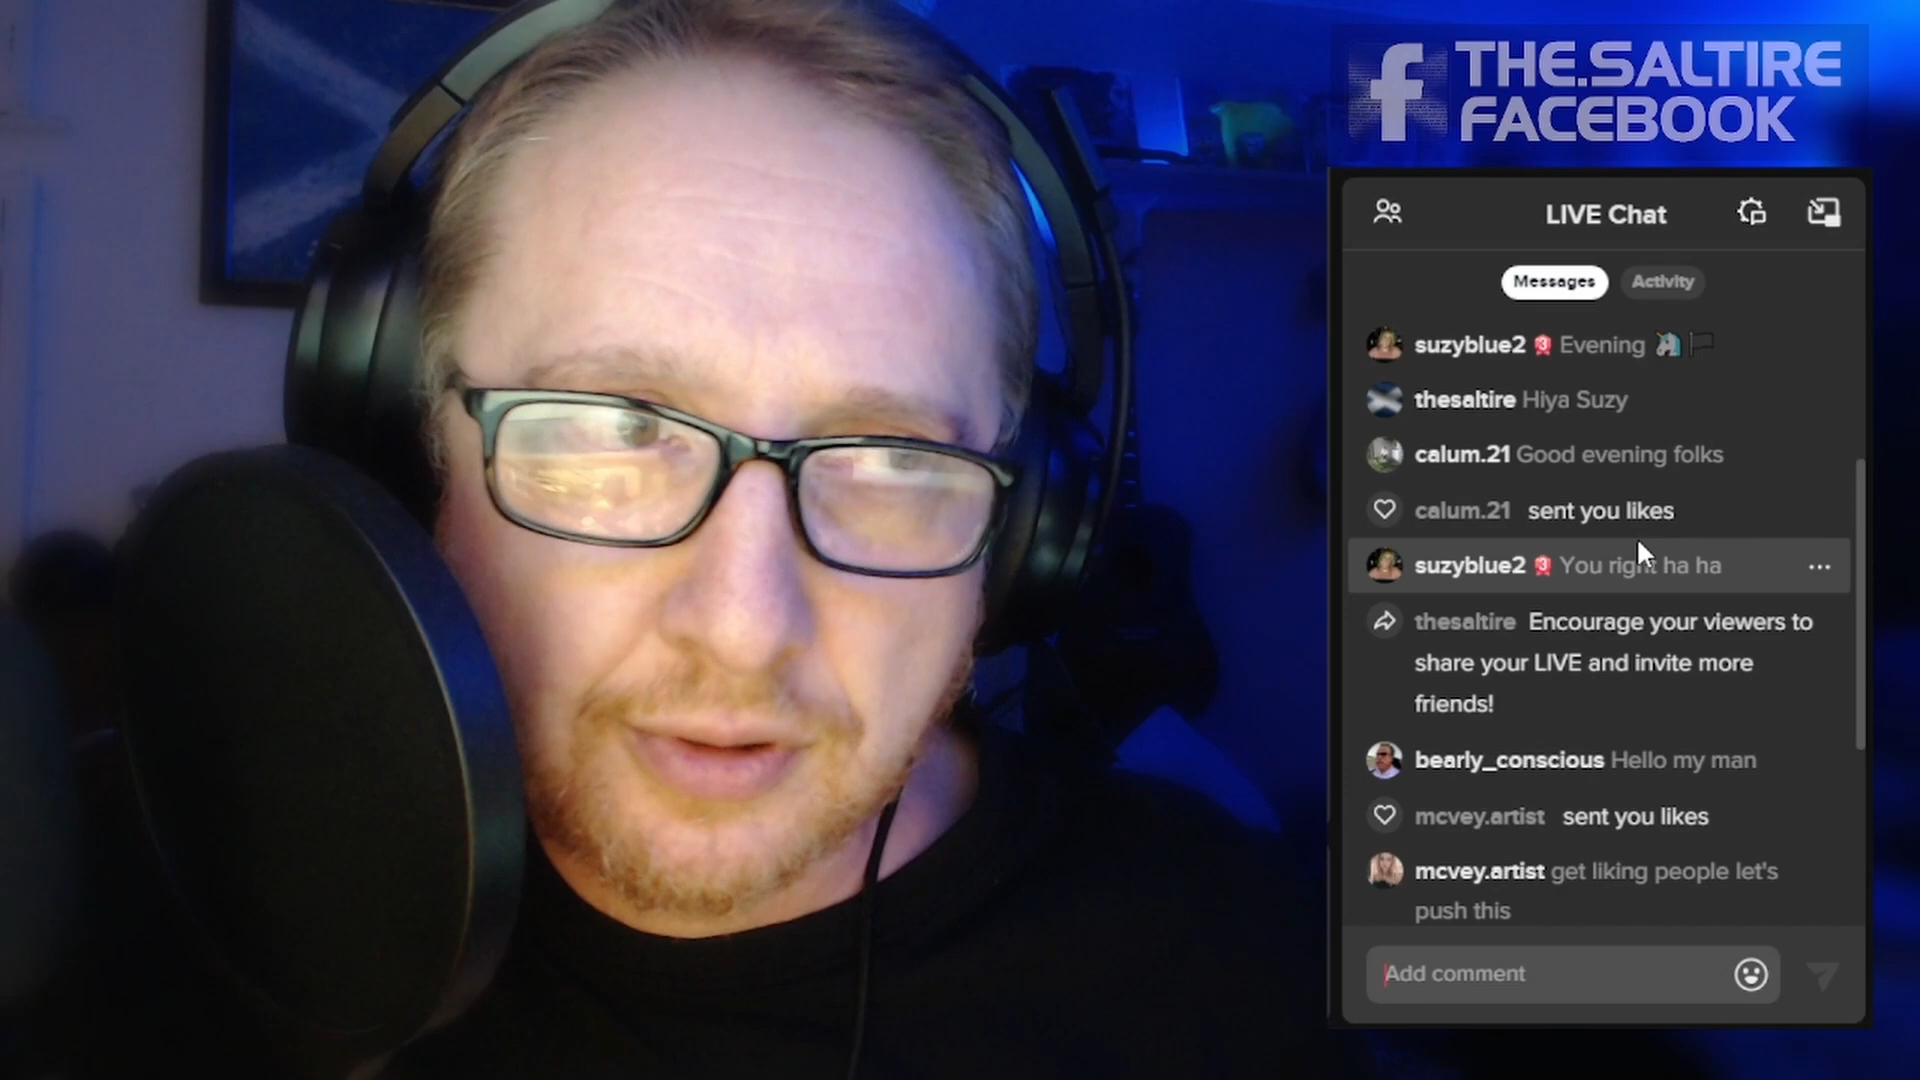 THE.SALTIRE
FACEBOOK
LIVE Chat
Messages Activity
suzyblue2 3 Evening
thesaltire Hiya Suzy
calum.21 Good evening folks
calum.21 sent you likes
suzyblue2 3 You right ha ha
thesaltire Encourage your viewers to
share your LIVE and invite more
friends!
bearly_conscious Hello my man
mcvey.artist sent you likes
mcvey.artist get liking people let's
push this
Add comment